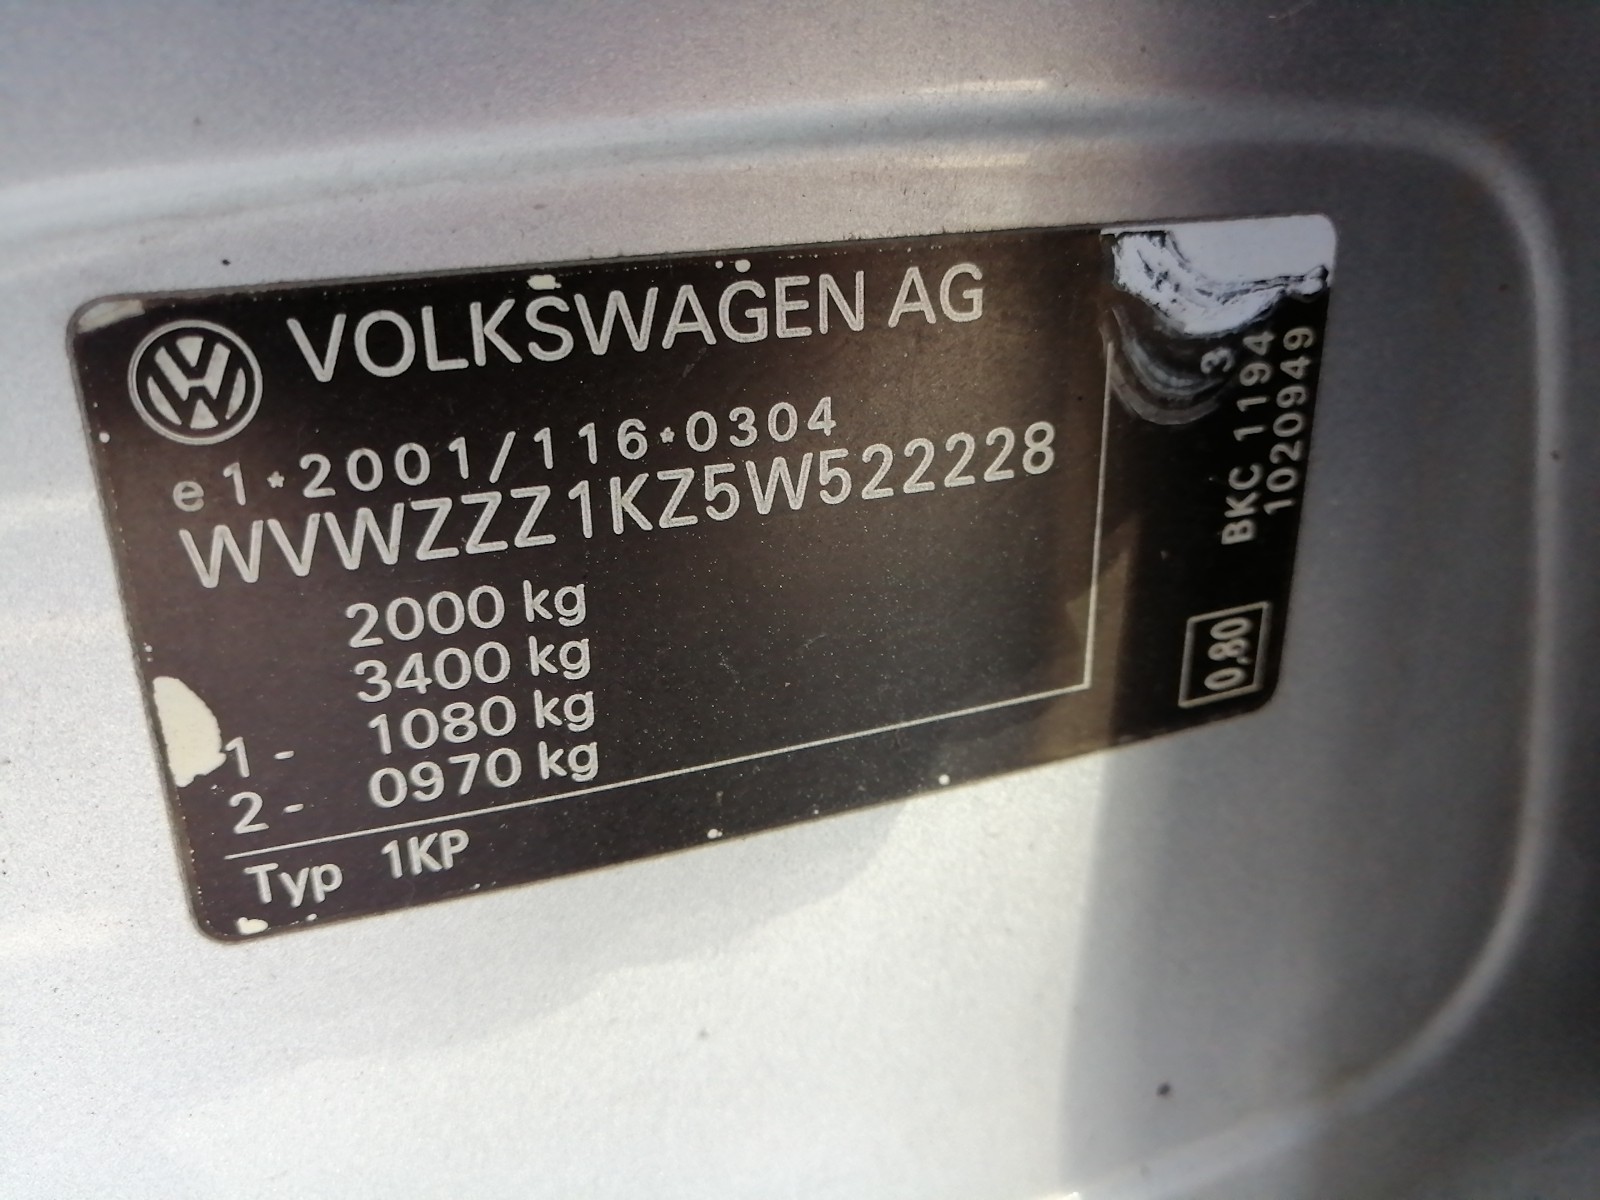 VOLKSWAGEN AG
e1*2001/116*0304
WVWZZZ1KZ5W522228
2000 kg
3400 kg
1 - 1080 kg
2 - 0970 kg
Typ 1KP
3
BKC 1194
1020949
0,80